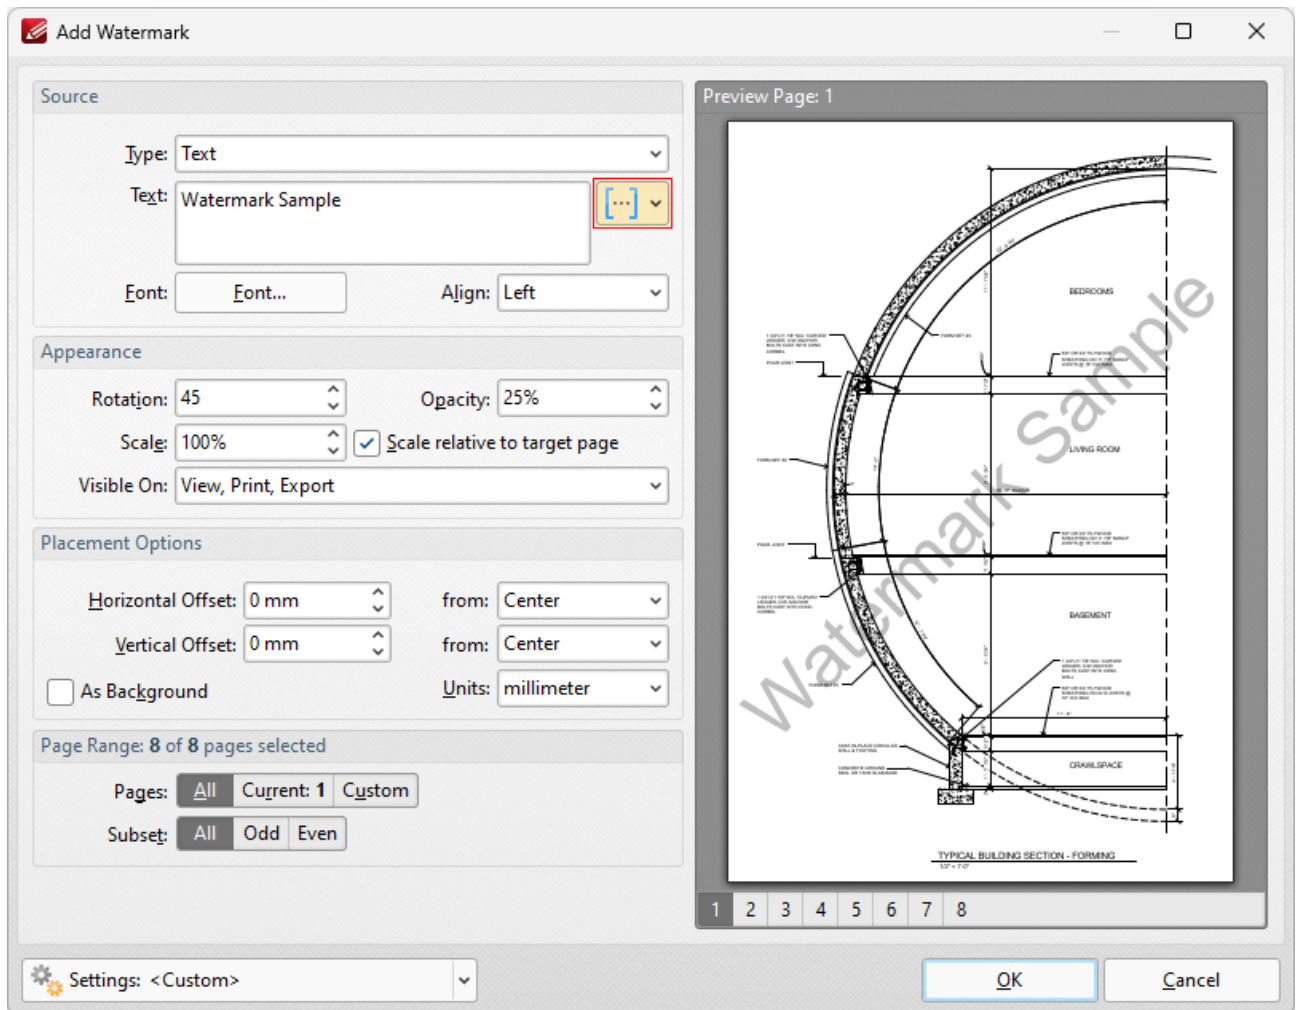 Add Watermark
Source
Type: Text
Text: Watermark Sample
Font: Font... Align: Left
Appearance
Rotation: 45 Opacity: 25%
Scale: 100% Scale relative to target page
Visible On: View, Print, Export
Placement Options
Horizontal Offset: 0 mm from: Center
Vertical Offset: 0 mm from: Center
As Background Units: millimeter
Page Range: 8 of 8 pages selected
Pages: All Current: 1 Custom
Subset: All Odd Even
Preview Page: 1
BEDROOMS
LIVING ROOM
BASEMENT
CRAWLSPACE
Watermark Sample
TYPICAL BUILDING SECTION - FORMING
1 2 3 4 5 6 7 8
Settings: <Custom>
OK Cancel